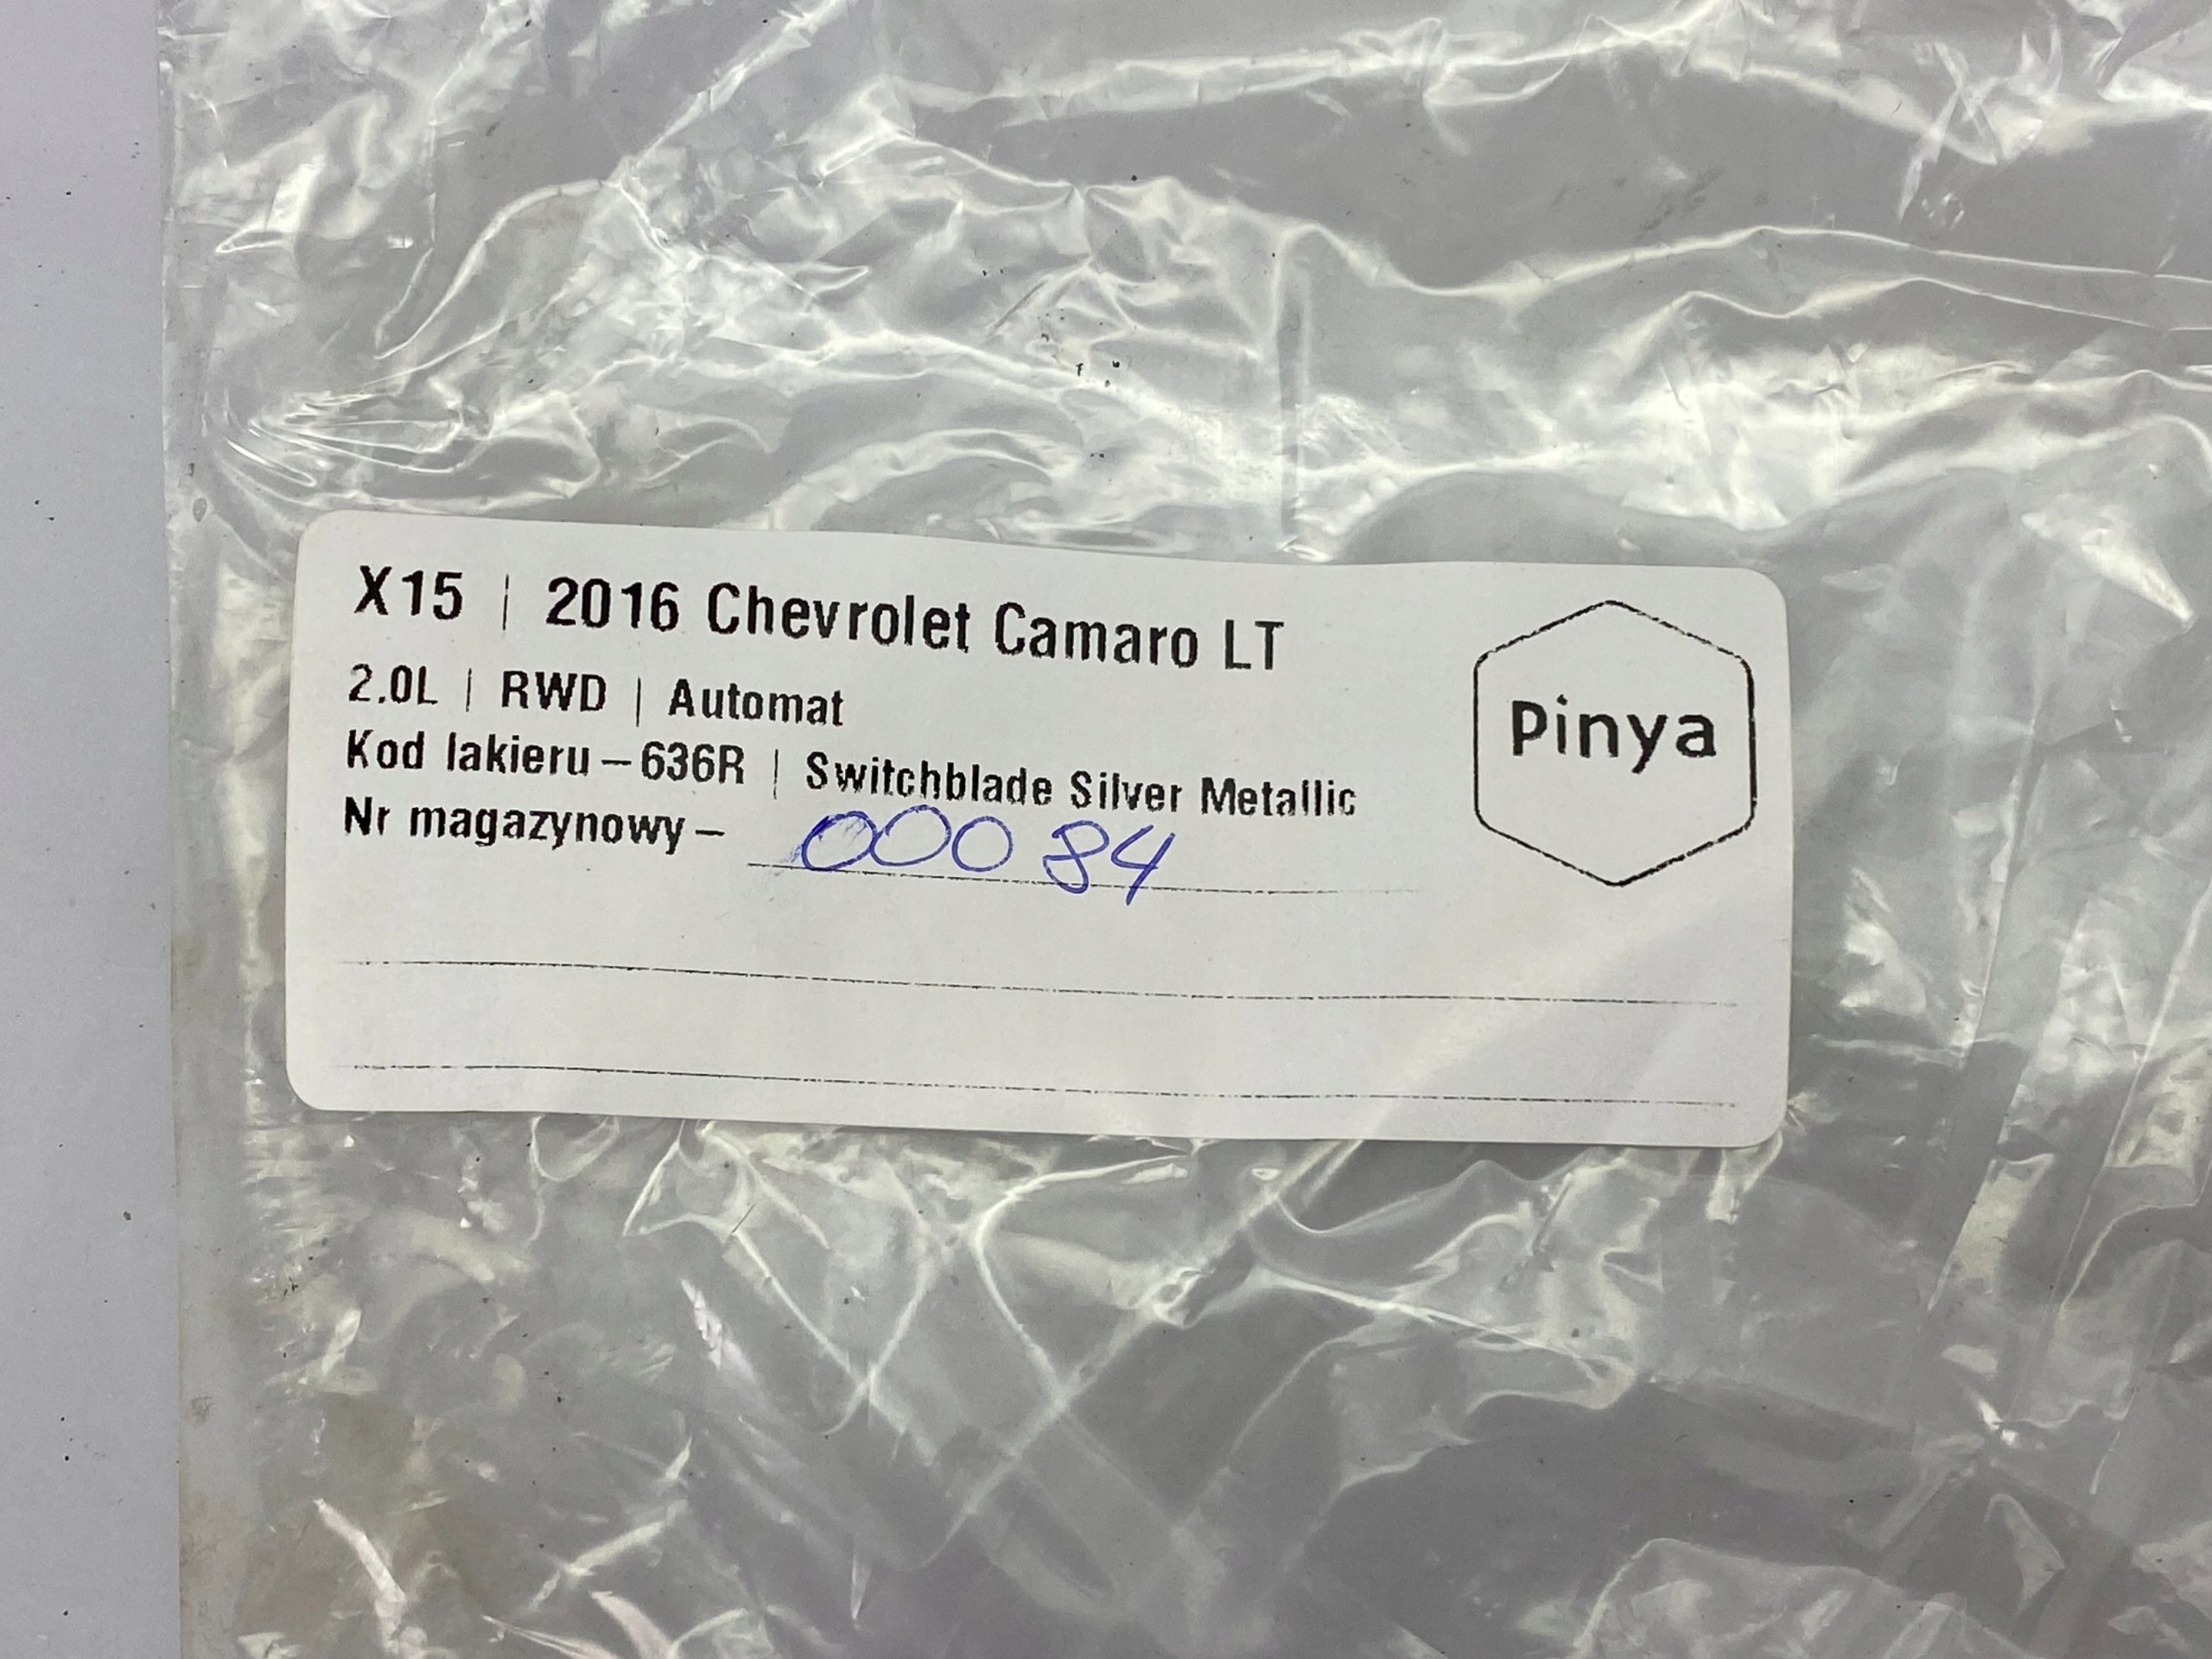 X15 | 2016 Chevrolet Camaro LT
2.0L | RWD | Automat
Kod lakieru – 636R | Switchblade Silver Metallic
Nr magazynowy – 00084
Pinya